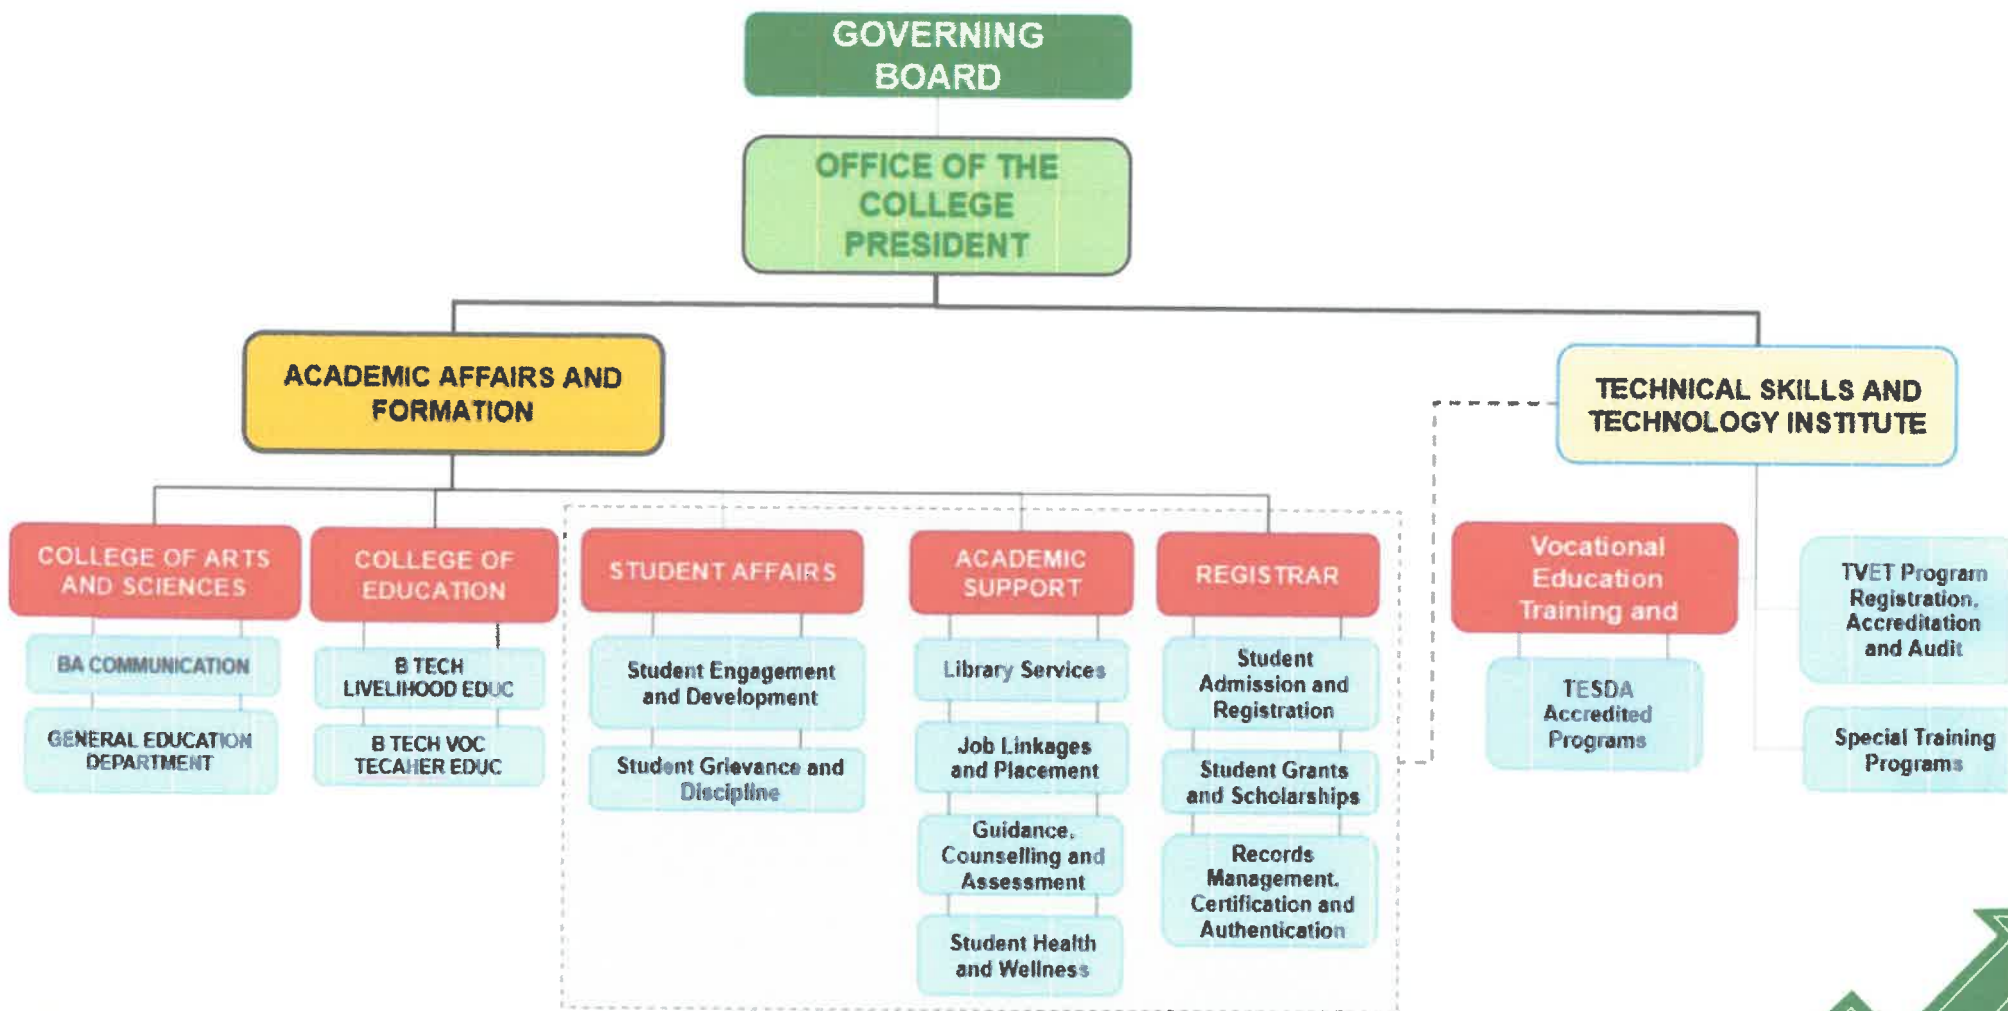 GOVERNING
BOARD
OFFICE OF THE
COLLEGE
PRESIDENT
ACADEMIC AFFAIRS AND
FORMATION
TECHNICAL SKILLS AND
TECHNOLOGY INSTITUTE
COLLEGE OF ARTS
AND SCIENCES
BA COMMUNICATION
GENERAL EDUCATION
DEPARTMENT
COLLEGE OF
EDUCATION
B TECH
LIVELIHOOD EDUC
B TECH VOC
TECAHER EDUC
STUDENT AFFAIRS
Student Engagement
and Development
Student Grievance and
Discipline
ACADEMIC
SUPPORT
Library Services
Job Linkages
and Placement
Guidance,
Counselling and
Assessment
Student Health
and Wellness
REGISTRAR
Student
Admission and
Registration
Student Grants
and Scholarships
Records
Management,
Certification and
Authentication
Vocational
Education
Training and
TESDA
Accredited
Programs
TVET Program
Registration,
Accreditation
and Audit
Special Training
Programs